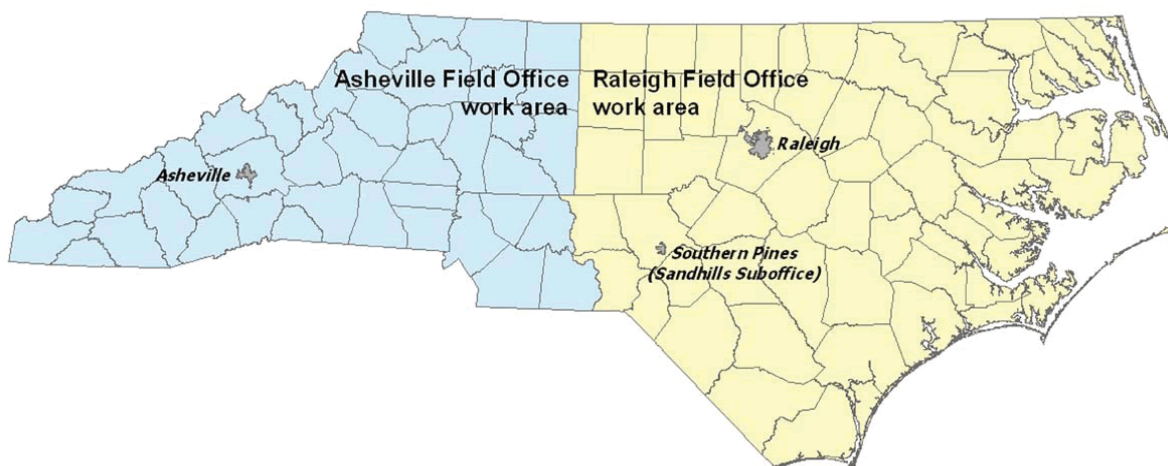 Asheville Field Office
work area
Raleigh Field Office
work area
Raleigh
Asheville
Southern Pines
(Sandhills Suboffice)